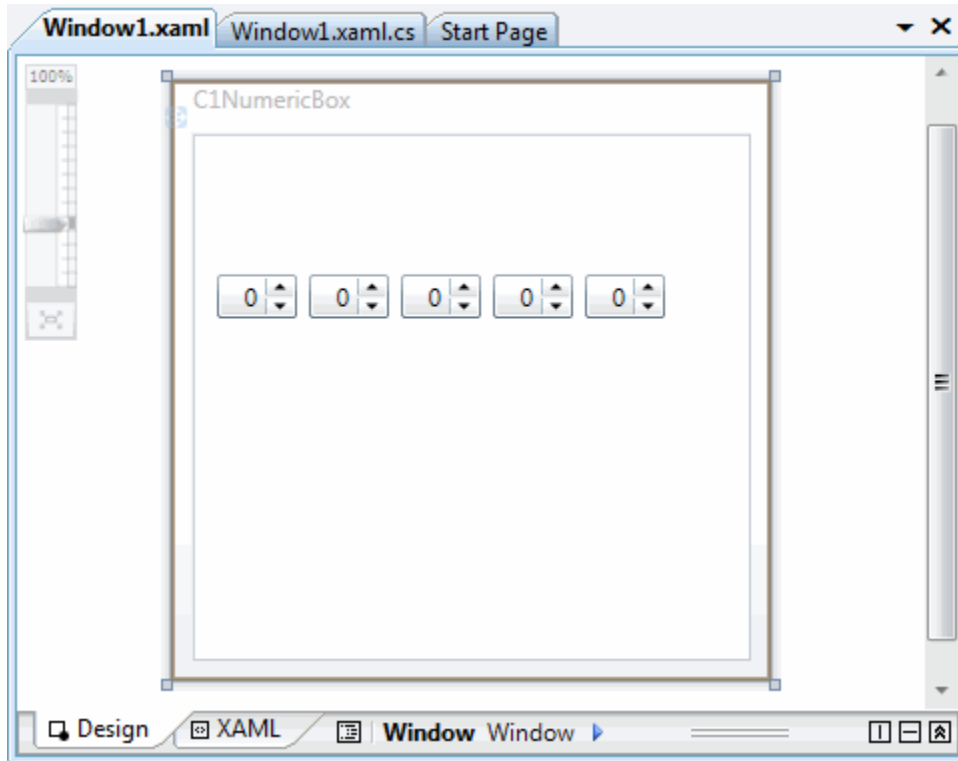 Window1.xaml Window1.xaml.cs Start Page
100%
C1NumericBox
0 0 0 0 0
Design XAML Window Window